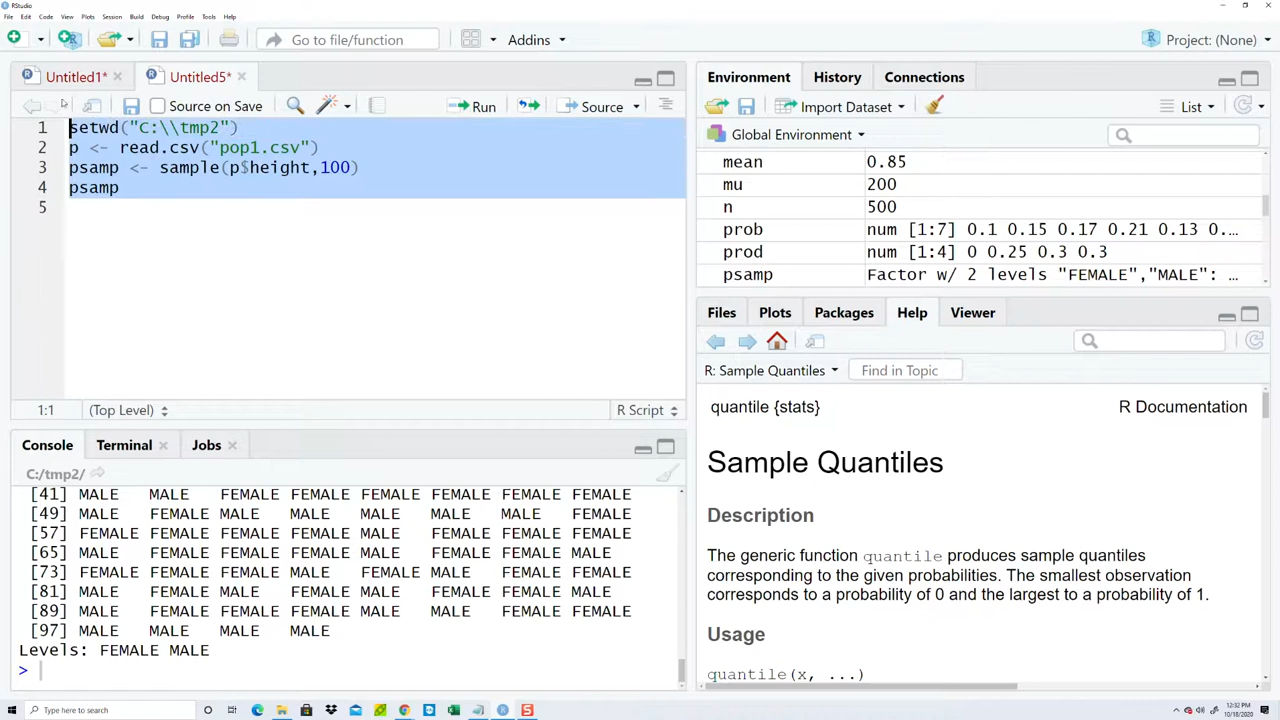 RStudio
File Edit Code View Plots Session Build Debug Profile Tools Help
Go to file/function
Addins
Project: (None)
Untitled1*
Untitled5*
Source on Save
Run
Source
1 setwd("C:\\tmp2")
2 p <- read.csv("pop1.csv")
3 psamp <- sample(p$height,100)
4 psamp
5
1:1
(Top Level)
R Script
Console
Terminal
Jobs
C:/tmp2/
[41] MALE MALE FEMALE FEMALE FEMALE FEMALE FEMALE FEMALE
[49] MALE FEMALE MALE MALE MALE MALE MALE FEMALE
[57] FEMALE FEMALE FEMALE FEMALE MALE FEMALE FEMALE FEMALE
[65] MALE FEMALE FEMALE FEMALE MALE FEMALE FEMALE MALE
[73] FEMALE FEMALE FEMALE MALE FEMALE MALE FEMALE FEMALE
[81] MALE FEMALE MALE FEMALE MALE FEMALE FEMALE MALE
[89] MALE FEMALE FEMALE FEMALE MALE MALE FEMALE FEMALE
[97] MALE MALE MALE MALE
Levels: FEMALE MALE
>
Environment
History
Connections
Import Dataset
List
Global Environment
mean 0.85
mu 200
n 500
prob num [1:7] 0.1 0.15 0.17 0.21 0.13 0.…
prod num [1:4] 0 0.25 0.3 0.3
psamp Factor w/ 2 levels "FEMALE","MALE": …
Files
Plots
Packages
Help
Viewer
R: Sample Quantiles
Find in Topic
quantile {stats}
R Documentation
Sample Quantiles
Description
The generic function quantile produces sample quantiles
corresponding to the given probabilities. The smallest observation
corresponds to a probability of 0 and the largest to a probability of 1.
Usage
quantile(x, ...)
Type here to search
12:32 PM
10/18/2020